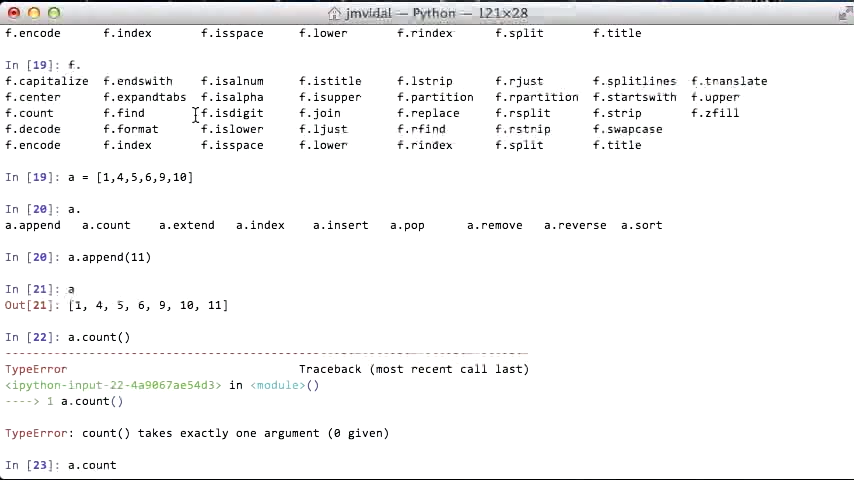 jmvidal — Python — 121×28
f.encode f.index f.isspace f.lower f.rindex f.split f.title
In [19]: f.
f.capitalize f.endswith f.isalnum f.istitle f.lstrip f.rjust f.splitlines f.translate
f.center f.expandtabs f.isalpha f.isupper f.partition f.rpartition f.startswith f.upper
f.count f.find f.isdigit f.join f.replace f.rsplit f.strip f.zfill
f.decode f.format f.islower f.ljust f.rfind f.rstrip f.swapcase
f.encode f.index f.isspace f.lower f.rindex f.split f.title
In [19]: a = [1,4,5,6,9,10]
In [20]: a.
a.append a.count a.extend a.index a.insert a.pop a.remove a.reverse a.sort
In [20]: a.append(11)
In [21]: a
Out[21]: [1, 4, 5, 6, 9, 10, 11]
In [22]: a.count()
---------------------------------------------------------------------------
TypeError Traceback (most recent call last)
<ipython-input-22-4a9067ae54d3> in <module>()
----> 1 a.count()
TypeError: count() takes exactly one argument (0 given)
In [23]: a.count